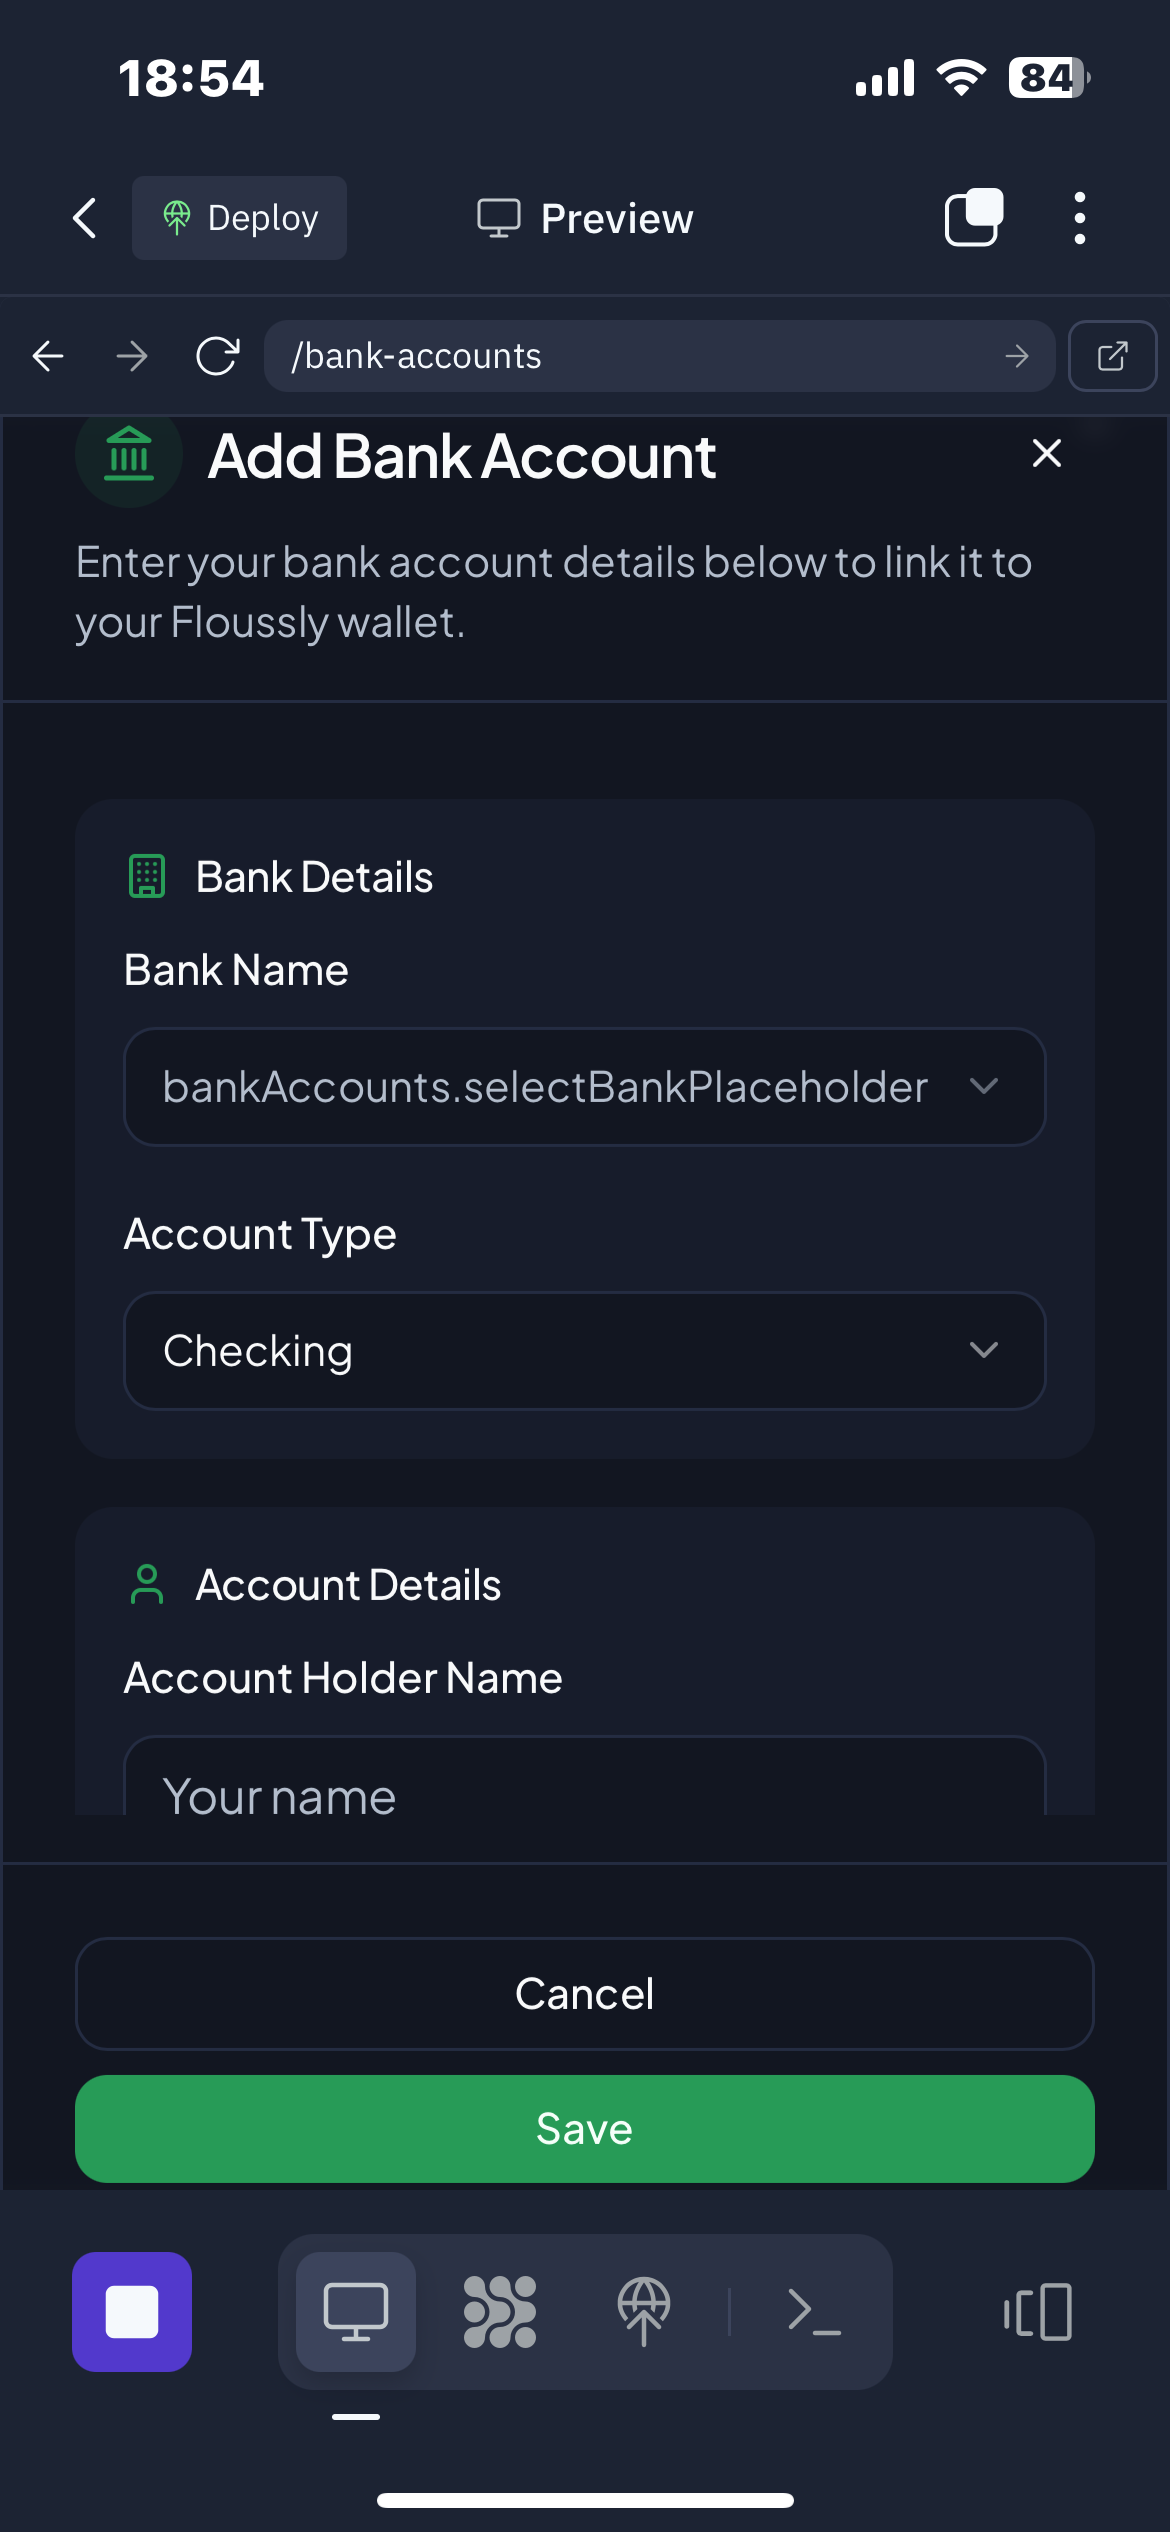 18:54
84
Deploy
Preview
/bank-accounts
Add Bank Account
Enter your bank account details below to link it to
your Floussly wallet.
Bank Details
Bank Name
bankAccounts.selectBankPlaceholder
Account Type
Checking
Account Details
Account Holder Name
Your name
Cancel
Save